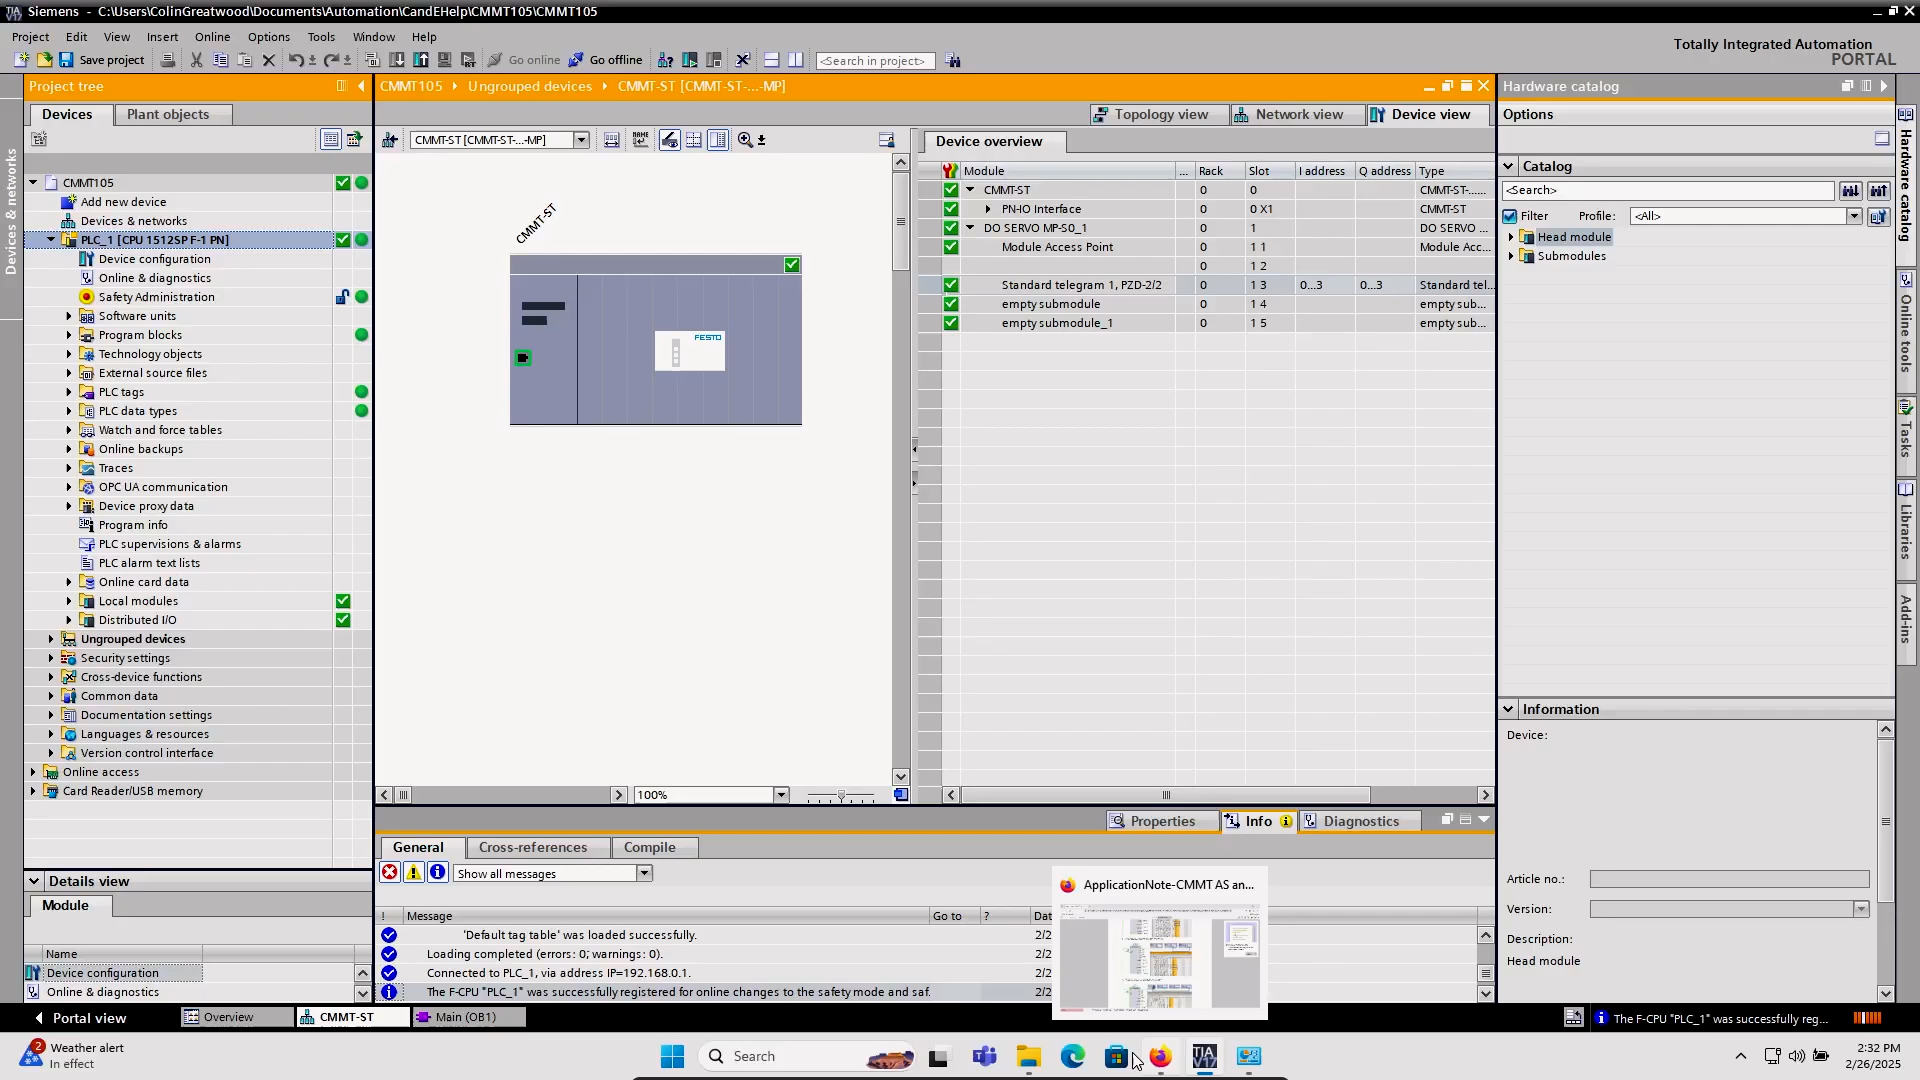 Siemens - C:\Users\ColinGreatwood\Documents\Automation\CandEHelp\CMMT105\CMMT105
Project Edit View Insert Online Options Tools Window Help
Totally Integrated Automation
PORTAL
Save project
Go online
Go offline
<Search in project>
Project tree
Devices
Plant objects
CMMT105
Add new device
Devices & networks
PLC_1 [CPU 1512SP F-1 PN]
Device configuration
Online & diagnostics
Safety Administration
Software units
Program blocks
Technology objects
External source files
PLC tags
PLC data types
Watch and force tables
Online backups
Traces
OPC UA communication
Device proxy data
Program info
PLC supervisions & alarms
PLC alarm text lists
Online card data
Local modules
Distributed I/O
Ungrouped devices
Security settings
Cross-device functions
Common data
Documentation settings
Languages & resources
Version control interface
Online access
Card Reader/USB memory
Details view
Module
Name
Device configuration
Online & diagnostics
Devices & networks
CMMT105 Ungrouped devices CMMT-ST [CMMT-ST-...-MP]
Topology view
Network view
Device view
CMMT-ST [CMMT-ST-...-MP]
CMMT-ST
FESTO
100%
Device overview
Module ... Rack Slot I address Q address Type
CMMT-ST 0 0 CMMT-ST-......
PN-IO Interface 0 0 X1 CMMT-ST
DO SERVO MP-S0_1 0 1 DO SERVO ...
Module Access Point 0 1 1 Module Acc...
0 1 2
Standard telegram 1, PZD-2/2 0 1 3 0...3 0...3 Standard tel...
empty submodule 0 1 4 empty sub...
empty submodule_1 0 1 5 empty sub...
Properties
Info
Diagnostics
General
Cross-references
Compile
Show all messages
! Message Go to ? Dat
'Default tag table' was loaded successfully. 2/2
Loading completed (errors: 0; warnings: 0). 2/2
Connected to PLC_1, via address IP=192.168.0.1. 2/2
The F-CPU "PLC_1" was successfully registered for online changes to the safety mode and saf. 2/2
ApplicationNote-CMMT AS an...
Hardware catalog
Options
Catalog
<Search>
Filter
Profile:
<All>
Head module
Submodules
Information
Device:
Article no.:
Version:
Description:
Head module
Hardware catalog
Online tools
Tasks
Libraries
Add-ins
Portal view
Overview
CMMT-ST
Main (OB1)
The F-CPU "PLC_1" was successfully reg...
2
Weather alert
In effect
Search
TIA
V17
2:32 PM
2/26/2025